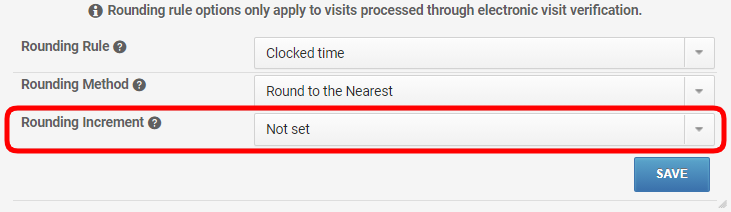 Rounding rule options only apply to visits processed through electronic visit verification.
Rounding Rule Clocked time
Rounding Method Round to the Nearest
Rounding Increment Not set
SAVE